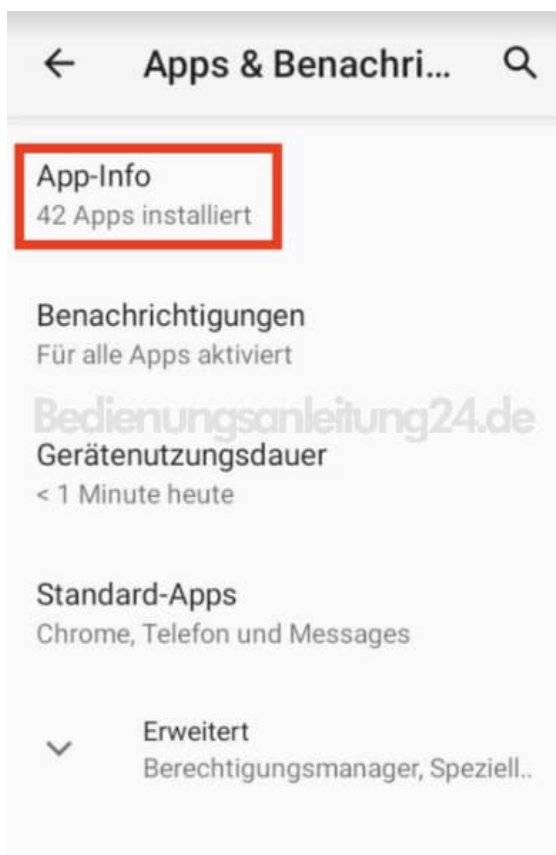 Apps & Benachri...
App-Info
42 Apps installiert
Benachrichtigungen
Für alle Apps aktiviert
Bedienungsanleitung24.de
Gerätenutzungsdauer
< 1 Minute heute
Standard-Apps
Chrome, Telefon und Messages
Erweitert
Berechtigungsmanager, Speziell..